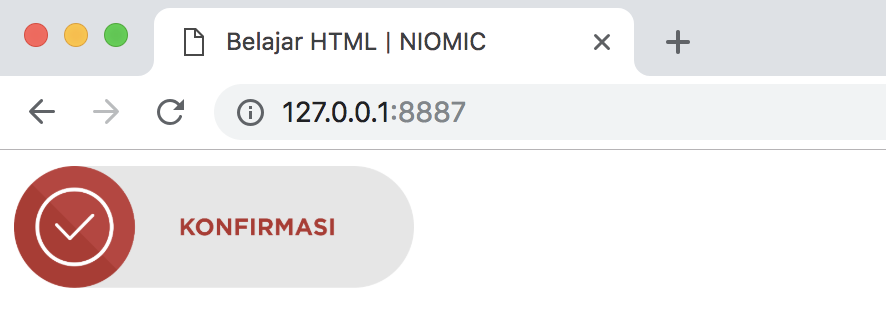 Belajar HTML | NIOMIC
127.0.0.1:8887
KONFIRMASI